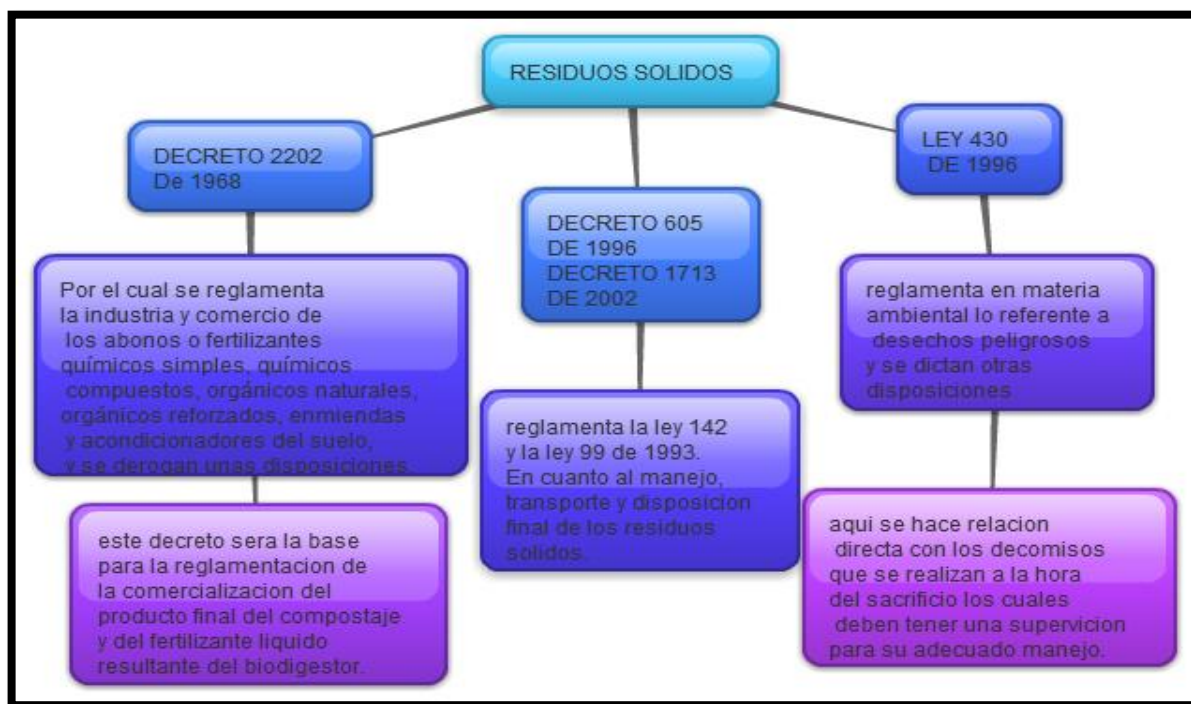 RESIDUOS SOLIDOS
DECRETO 2202
De 1968
Por el cual se reglamenta
la industria y comercio de
los abonos o fertilizantes
químicos simples, químicos
compuestos, orgánicos naturales,
orgánicos reforzados, enmiendas
y acondicionadores del suelo,
y se derogan unas disposiciones.
este decreto sera la base
para la reglamentacion de
la comercializacion del
producto final del compostaje
y del fertilizante liquido
resultante del biodigestor.
DECRETO 605
DE 1996
DECRETO 1713
DE 2002
reglamenta la ley 142
y la ley 99 de 1993.
En cuanto al manejo,
transporte y disposicion
final de los residuos
solidos.
LEY 430
DE 1996
reglamenta en materia
ambiental lo referente a
desechos peligrosos
y se dictan otras
disposiciones
aqui se hace relacion
directa con los decomisos
que se realizan a la hora
del sacrificio los cuales
deben tener una supervicion
para su adecuado manejo.